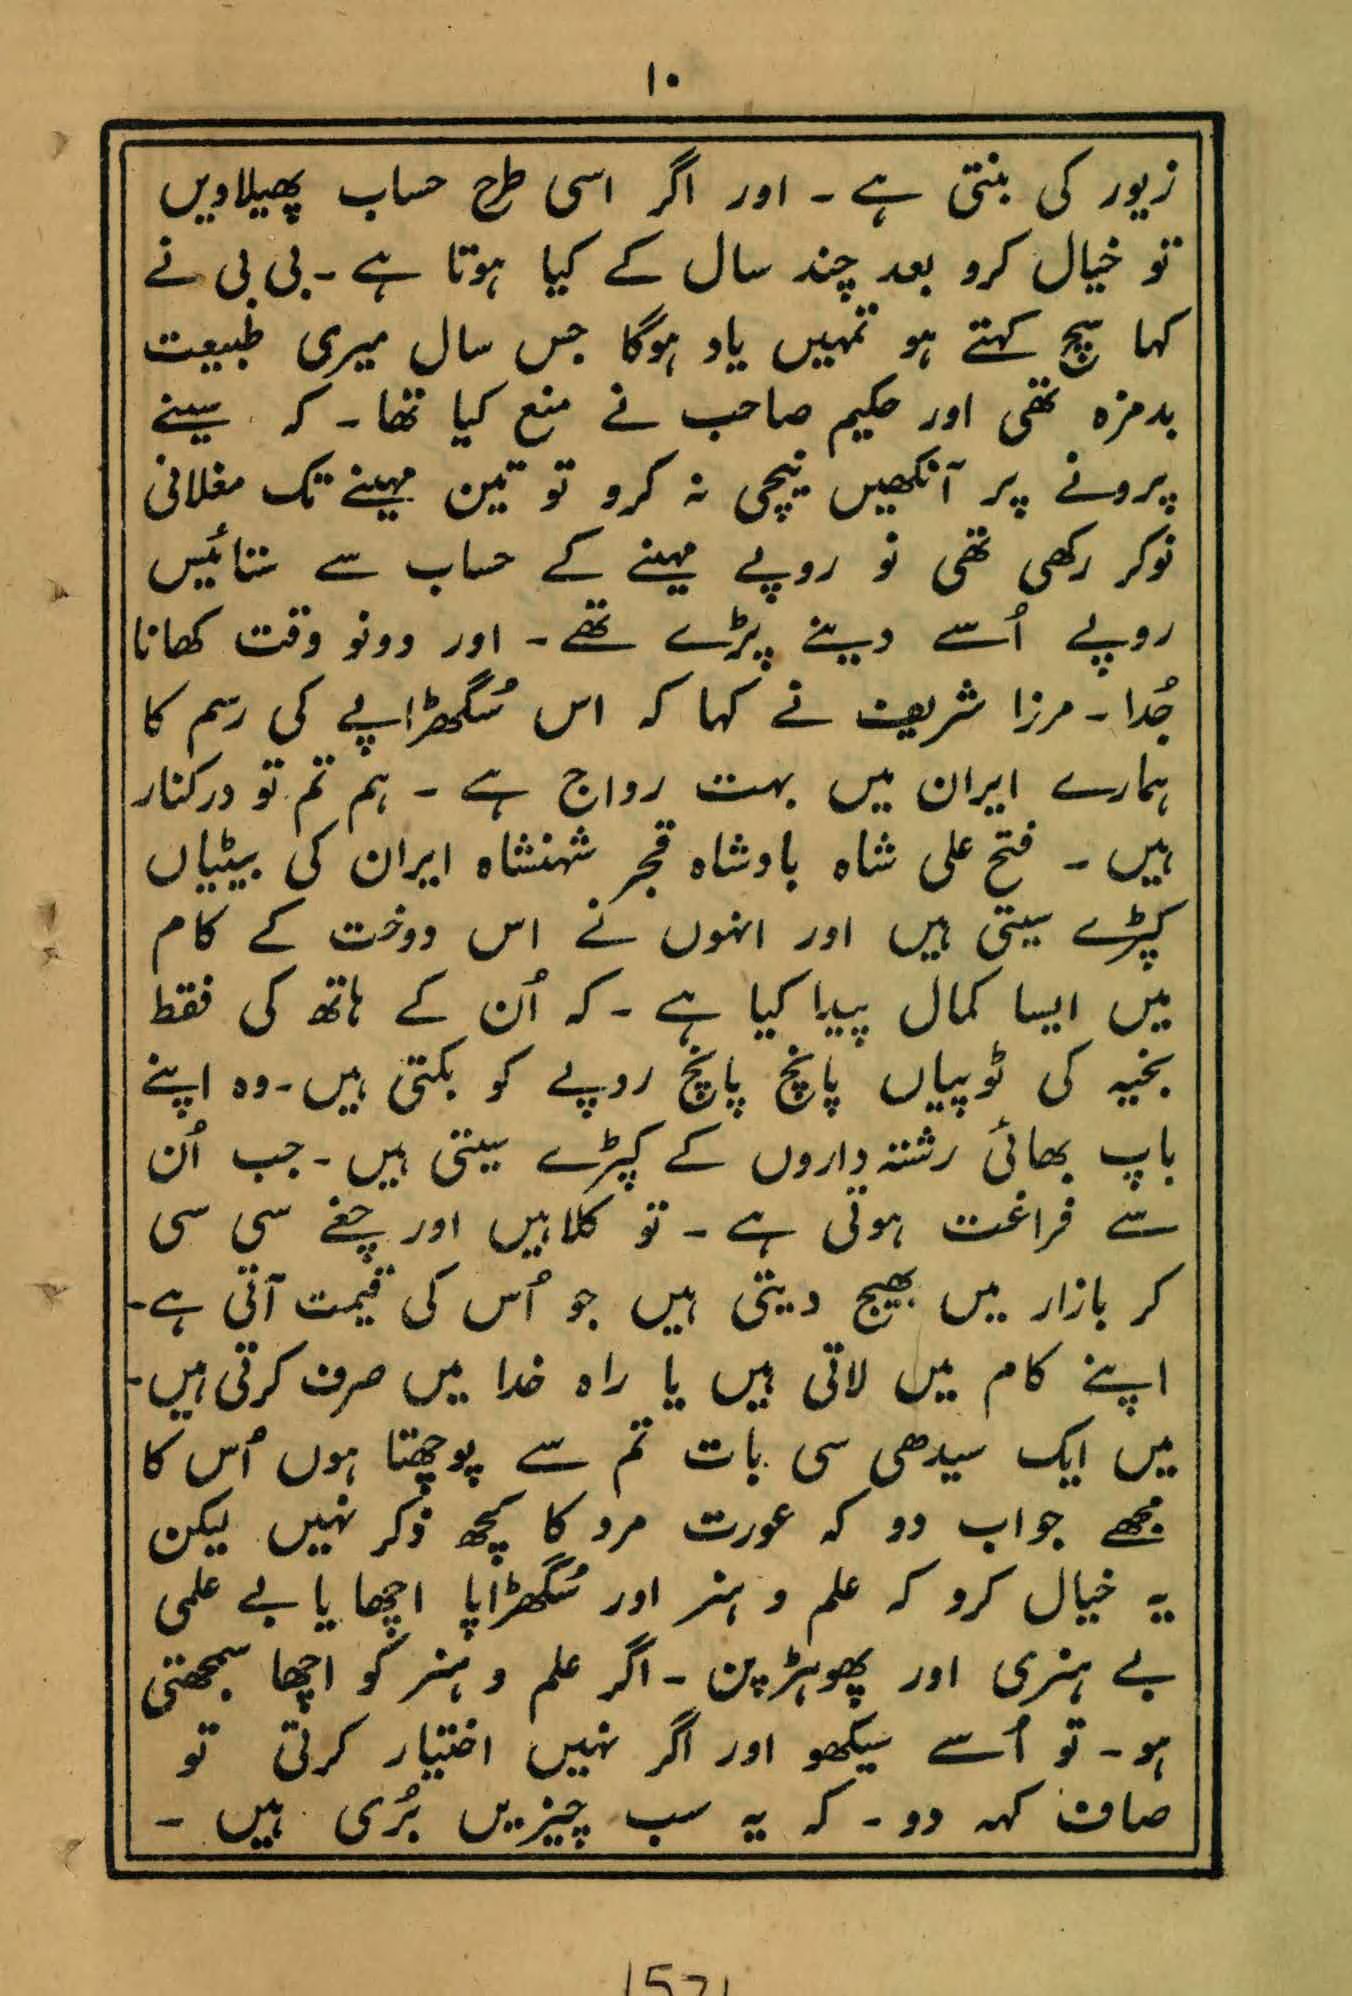 ۱۰
زیور کی بنتی ہے ۔ اور اگر اسی طرح حساب پھیلاویں
تو خیال کرو بعد چند سال کے کیا ہوتا ہے ۔ بی بی نے
کہا سچ کہتے ہو تمہیں یاد ہوگا جس سال میری طبیعت
بدمزہ تھی اور حکیم صاحب نے منع کیا تھا ۔ کہ سینے
پرونے پر آنکھیں نیچی نہ کرو تو تین مہینے تک مغلانی
نوکر رکھی تھی نو روپے مہینے کے حساب سے ستائیس
روپے اُسے دینے پڑے تھے ۔ اور دونو وقت کھانا
جُدا ۔ مرزا شریف نے کہا کہ اس سُگھڑاپے کی رسم کا
ہمارے ایران میں بہت رواج ہے ۔ ہم تم تو درکنار
ہیں ۔ فتح علی شاہ بادشاہ قجر شہنشاہ ایران کی بیٹیاں
کپڑے سیتی ہیں اور انہوں نے اس دوخت کے کام
میں ایسا کمال پیدا کیا ہے ۔ کہ اُن کے ہاتھ کی فقط
بخیہ کی ٹوپیاں پانچ پانچ روپے کو بکتی ہیں ۔ وہ اپنے
باپ بھائی رشتہ داروں کے کپڑے سیتی ہیں ۔ جب اُن
سے فراغت ہوتی ہے ۔ تو کلاہیں اور چغے سی سی
کر بازار میں بھیج دیتی ہیں جو اُس کی قیمت آتی ہے ۔
اپنے کام میں لاتی ہیں یا راہ خدا میں صرف کرتی ہیں ۔
میں ایک سیدھی سی بات تم سے پوچھتا ہوں اُس کا
مجھے جواب دو کہ عورت مرد کا کچھ ذکر نہیں لیکن
یہ خیال کرو کہ علم و ہنر اور سُگھڑاپا اچھا یا بے علمی
بے ہنری اور پھوہڑپن ۔ اگر علم و ہنر کو اچھا سمجھتی
ہو ۔ تو اُسے سیکھو اور اگر نہیں اختیار کرتی تو
صاف کہہ دو ۔ کہ یہ سب چیزیں بُری ہیں ۔